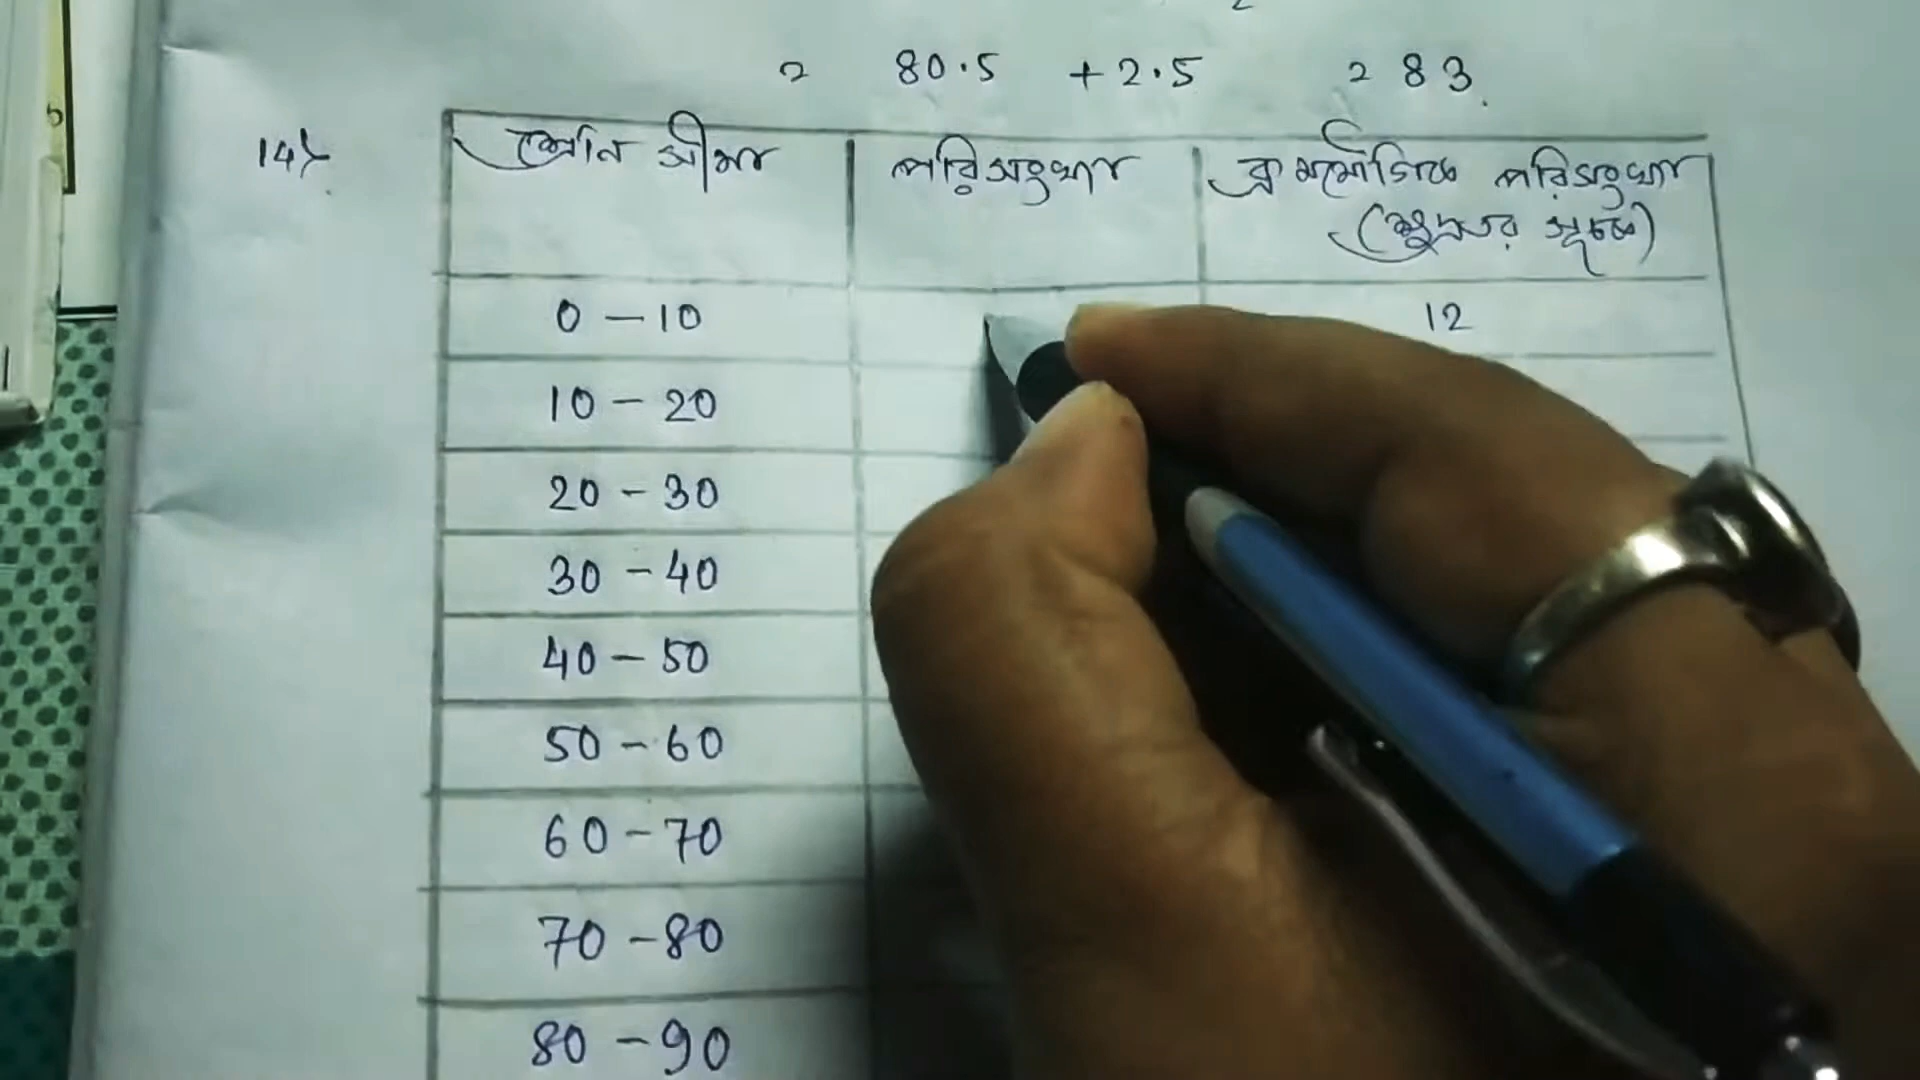 = 80.5 + 2.5 = 83.
14) শ্রেনি সীমা পরিসংখ্যা ক্রমযৌগিক পরিসংখ্যা
(ক্ষুদ্রতর সূচক)
0 - 10 12
10 - 20
20 - 30
30 - 40
40 - 50
50 - 60
60 - 70
70 - 80
80 - 90